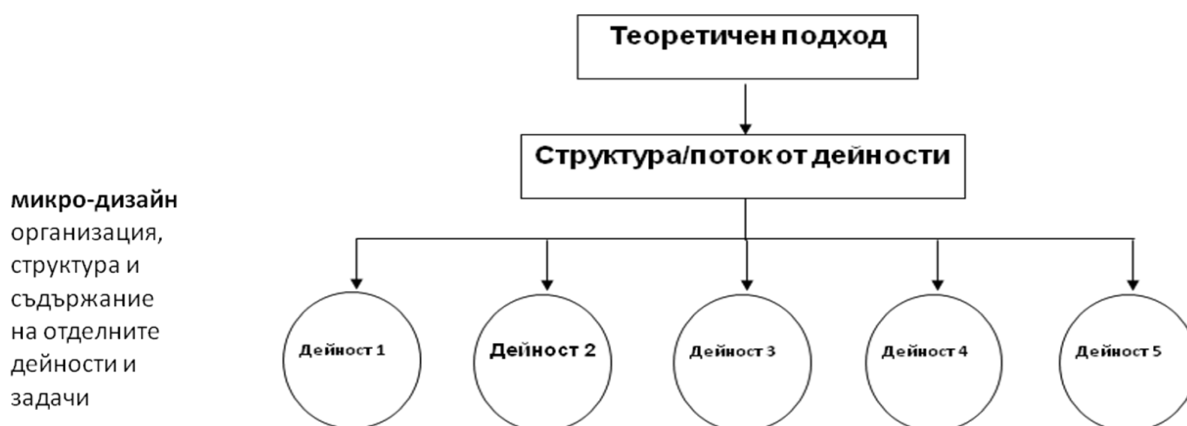 Теоретичен подход
Структура/поток от дейности
микро-дизайн
организация,
структура и
съдържание
на отделните
дейности и
задачи
Дейност 1
Дейност 2
Дейност 3
Дейност 4
Дейност 5